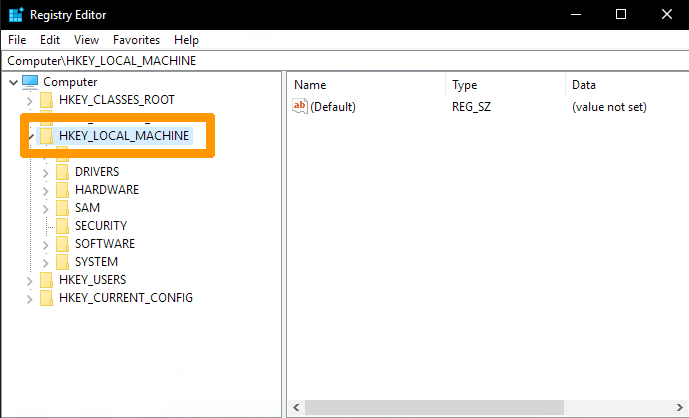 Registry Editor
File Edit View Favorites Help
Computer\HKEY_LOCAL_MACHINE
Computer
HKEY_CLASSES_ROOT
HKEY_LOCAL_MACHINE
DRIVERS
HARDWARE
SAM
SECURITY
SOFTWARE
SYSTEM
HKEY_USERS
HKEY_CURRENT_CONFIG
Name Type Data
ab (Default) REG_SZ (value not set)